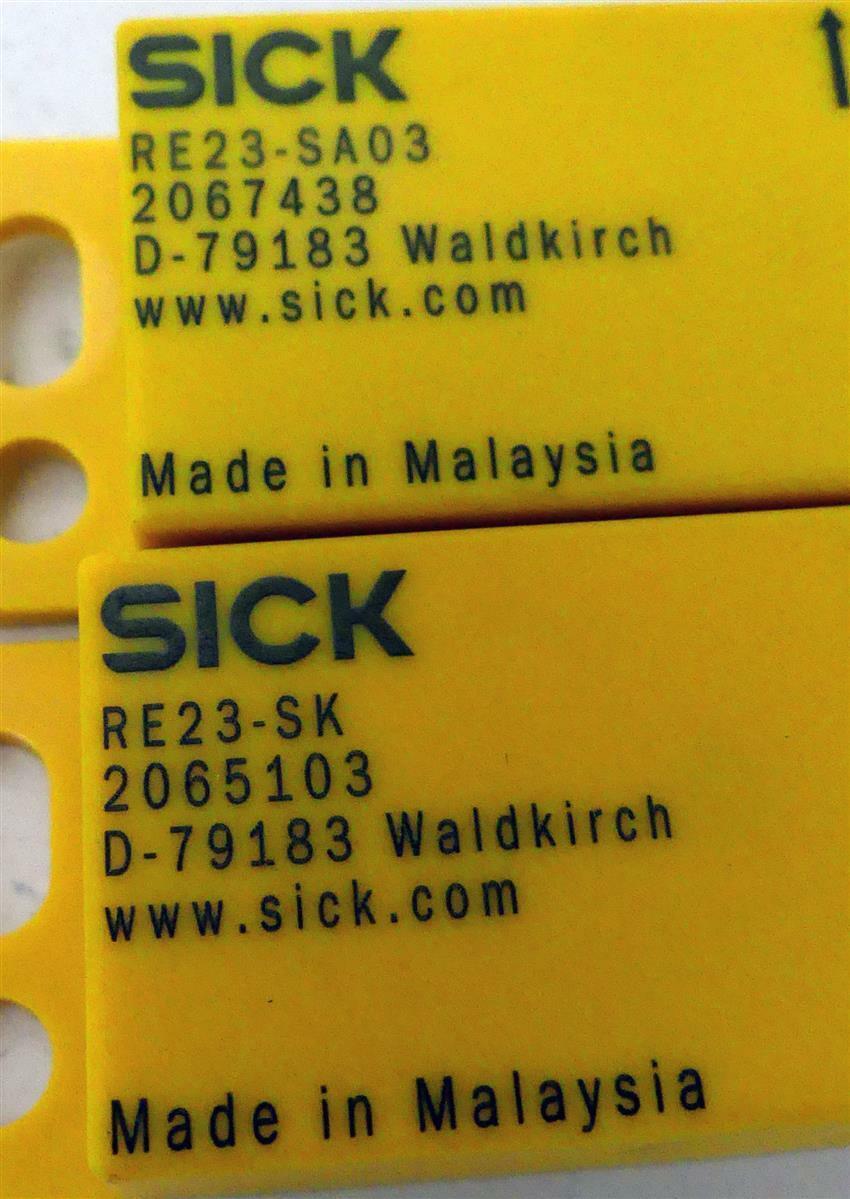 SICK
RE23-SA03
2067438
D-79183 Waldkirch
www.sick.com
Made in Malaysia
SICK
RE23-SK
2065103
D-79183 Waldkirch
www.sick.com
Made in Malaysia